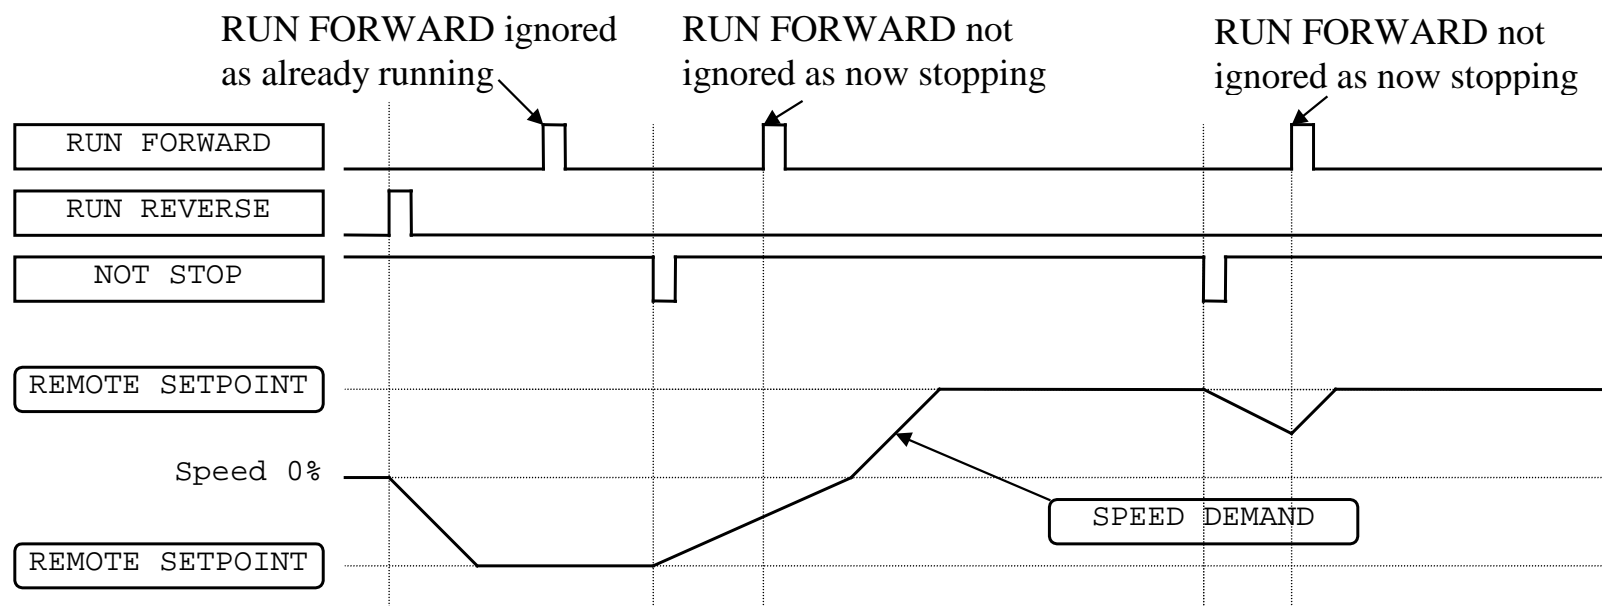 RUN FORWARD ignored
as already running
RUN FORWARD not
ignored as now stopping
RUN FORWARD not
ignored as now stopping
RUN FORWARD
RUN REVERSE
NOT STOP
REMOTE SETPOINT
Speed 0%
SPEED DEMAND
REMOTE SETPOINT